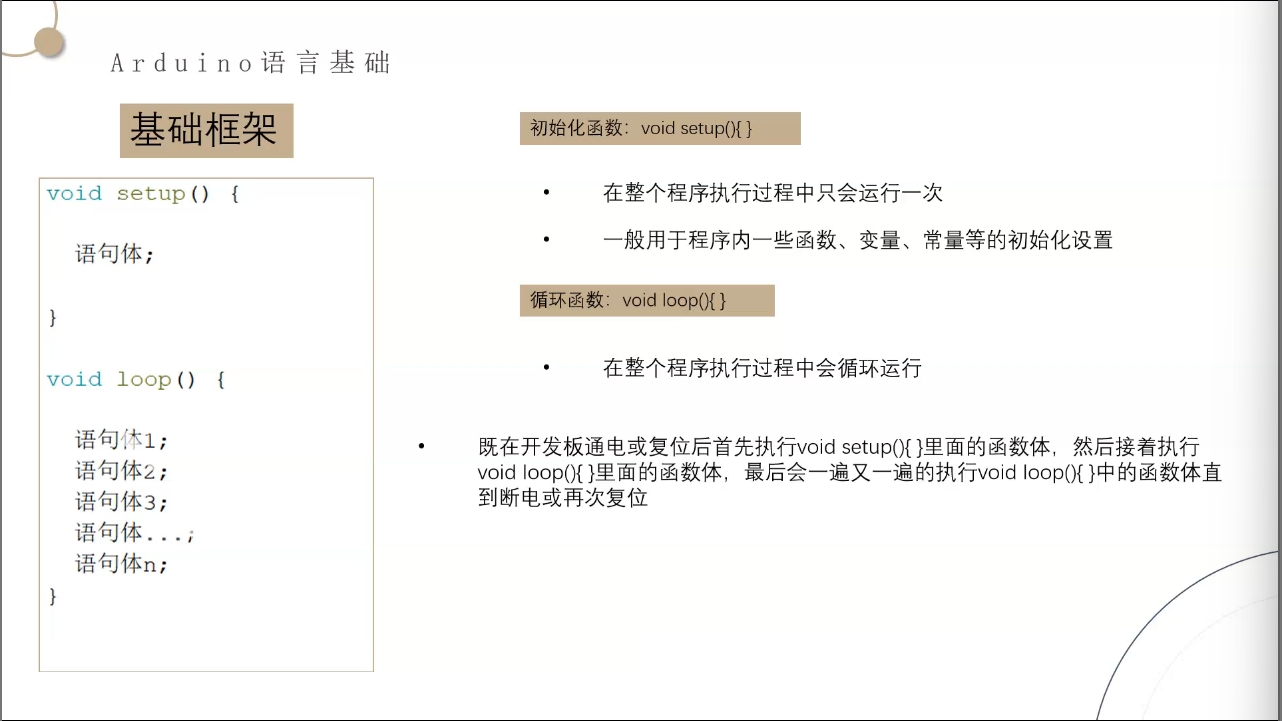 Arduino语言基础
基础框架
void setup() {
语句体;
}
void loop() {
语句体1;
语句体2;
语句体3;
语句体...;
语句体n;
}
初始化函数：void setup(){ }
• 在整个程序执行过程中只会运行一次
• 一般用于程序内一些函数、变量、常量等的初始化设置
循环函数：void loop(){ }
• 在整个程序执行过程中会循环运行
• 既在开发板通电或复位后首先执行void setup(){ }里面的函数体，然后接着执行
void loop(){ }里面的函数体，最后会一遍又一遍的执行void loop(){ }中的函数体直
到断电或再次复位